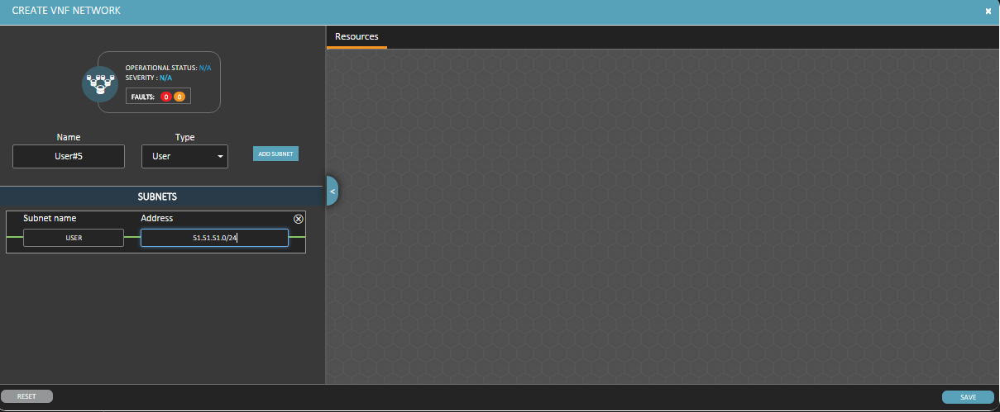 CREATE VNF NETWORK
×
Resources
OPERATIONAL STATUS: N/A
SEVERITY : N/A
FAULTS: 0 0
Name Type
User#5 User ADD SUBNET
<
SUBNETS
Subnet name Address
USER 51.51.51.0/24
RESET SAVE